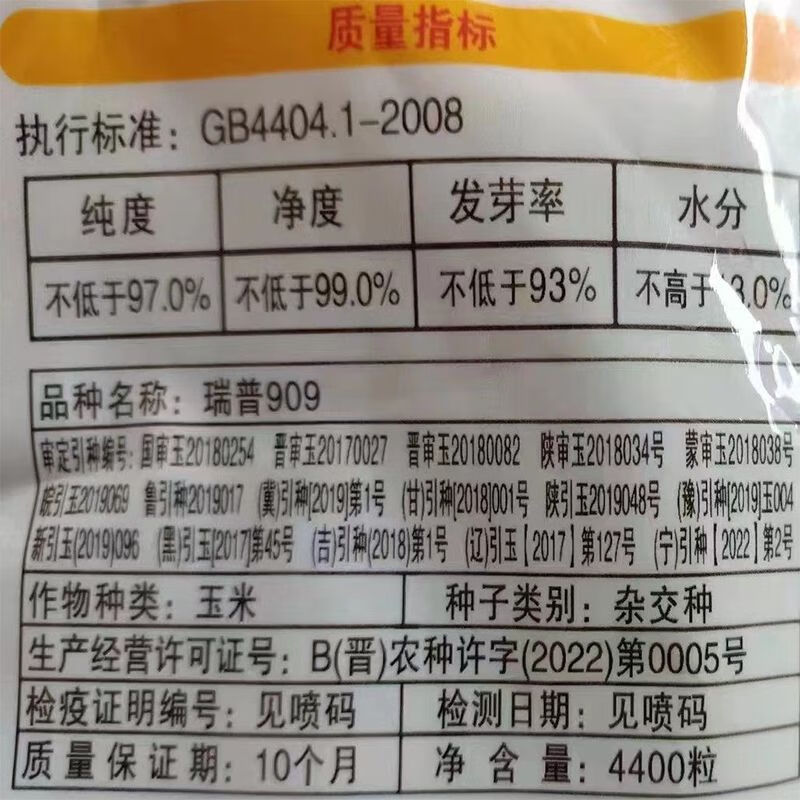 质量指标
执行标准：GB4404.1-2008
纯度 净度 发芽率 水分
不低于97.0% 不低于99.0% 不低于93% 不高于 3.0%
品种名称：瑞普909
审定引种编号：国审玉20180254 晋审玉20170027 晋审玉20180082 陕审玉2018034号 蒙审玉2018038号
皖引玉2019069 鲁引种2019017 (冀)引种[2019]第1号 (甘)引种[2018]001号 陕引玉2019048号 (豫)引种[2019]玉004
新引玉(2019)096 (黑)引玉[2017]第45号 (吉)引种(2018)第1号 (辽)引玉【2017】第127号 (宁)引种【2022】第2号
作物种类：玉米 种子类别：杂交种
生产经营许可证号：B(晋)农种许字(2022)第0005号
检疫证明编号：见喷码 检测日期：见喷码
质量保证期：10个月 净含量：4400粒